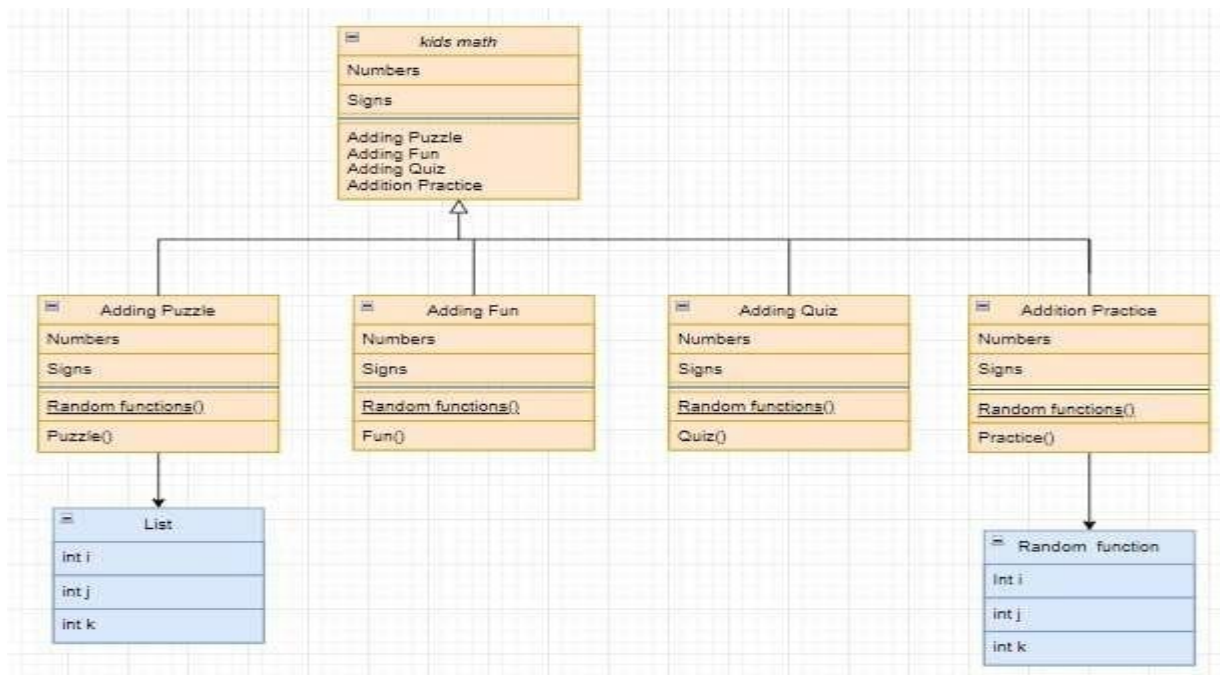 kids math
Numbers
Signs
Adding Puzzle
Adding Fun
Adding Quiz
Addition Practice
Adding Puzzle
Numbers
Signs
Random functions()
Puzzle()
Adding Fun
Numbers
Signs
Random functions()
Fun()
Adding Quiz
Numbers
Signs
Random functions()
Quiz()
Addition Practice
Numbers
Signs
Random functions()
Practice()
List
int i
int j
int k
Random function
Int i
int j
int k